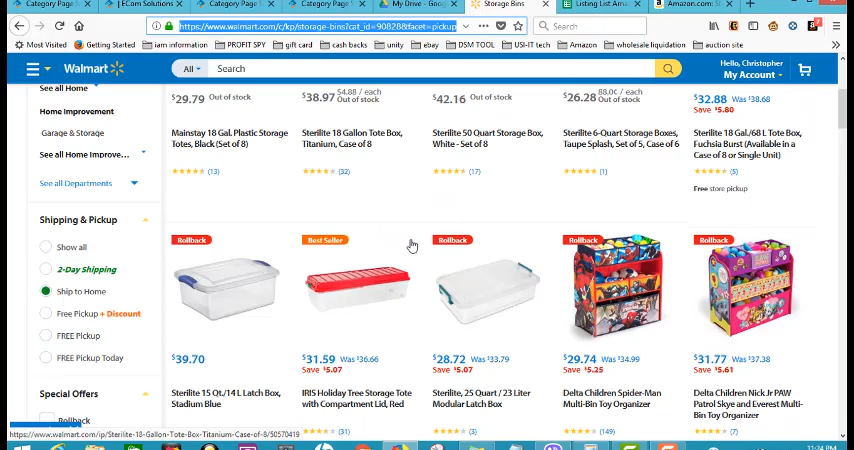 Category Page
| ECom Solutions
Category Page
Category Page
My Drive - Goog
Storage Bins
Listing List Ama
Amazon.com: S
https://www.walmart.com/c/kp/storage-bins?cat_id=90828&facet=pickup
Search
Most Visited
Getting Started
iam information
PROFIT SPY
gift card
cash backs
ebay
DSM TOOL
USI-IT tech
Amazon
wholesale liquidation
auction site
Walmart
All
Search
Hello, Christopher
My Account
See all Home
Home Improvement
Garage & Storage
See all Home Improve...
See all Departments
Shipping & Pickup
Show all
2-Day Shipping
Ship to Home
Free Pickup + Discount
FREE Pickup
FREE Pickup Today
Special Offers
Rollback
$29.79 Out of stock
Mainstay 18 Gal. Plastic Storage
Totes, Black (Set of 8)
(13)
$38.97 $4.88 / each
Out of stock
Sterilite 18 Gallon Tote Box,
Titanium, Case of 8
(32)
$42.16 Out of stock
Sterilite 50 Quart Storage Box,
White - Set of 8
(17)
$26.28 88.0¢ / each
Out of stock
Sterilite 6-Quart Storage Boxes,
Taupe Splash, Set of 5, Case of 6
(1)
$32.88 Was $38.68
Save $5.80
Sterilite 18 Gal./68 L Tote Box,
Fuchsia Burst (Available in a
Case of 8 or Single Unit)
(5)
Free store pickup
Rollback
$39.70
Sterilite 15 Qt./14 L Latch Box,
Stadium Blue
Best Seller
$31.59 Was $36.66
Save $5.07
IRIS Holiday Tree Storage Tote
with Compartment Lid, Red
(31)
Rollback
$28.72 Was $33.79
Save $5.07
Sterilite, 25 Quart / 23 Liter
Modular Latch Box
(3)
Rollback
$29.74 Was $34.99
Save $5.25
Delta Children Spider-Man
Multi-Bin Toy Organizer
(149)
Rollback
$31.77 Was $37.38
Save $5.61
Delta Children Nick Jr PAW
Patrol Skye and Everest Multi-
Bin Toy Organizer
(7)
https://www.walmart.com/ip/Sterilite-18-Gallon-Tote-Box-Titanium-Case-of-8/50570419
11:24 PM